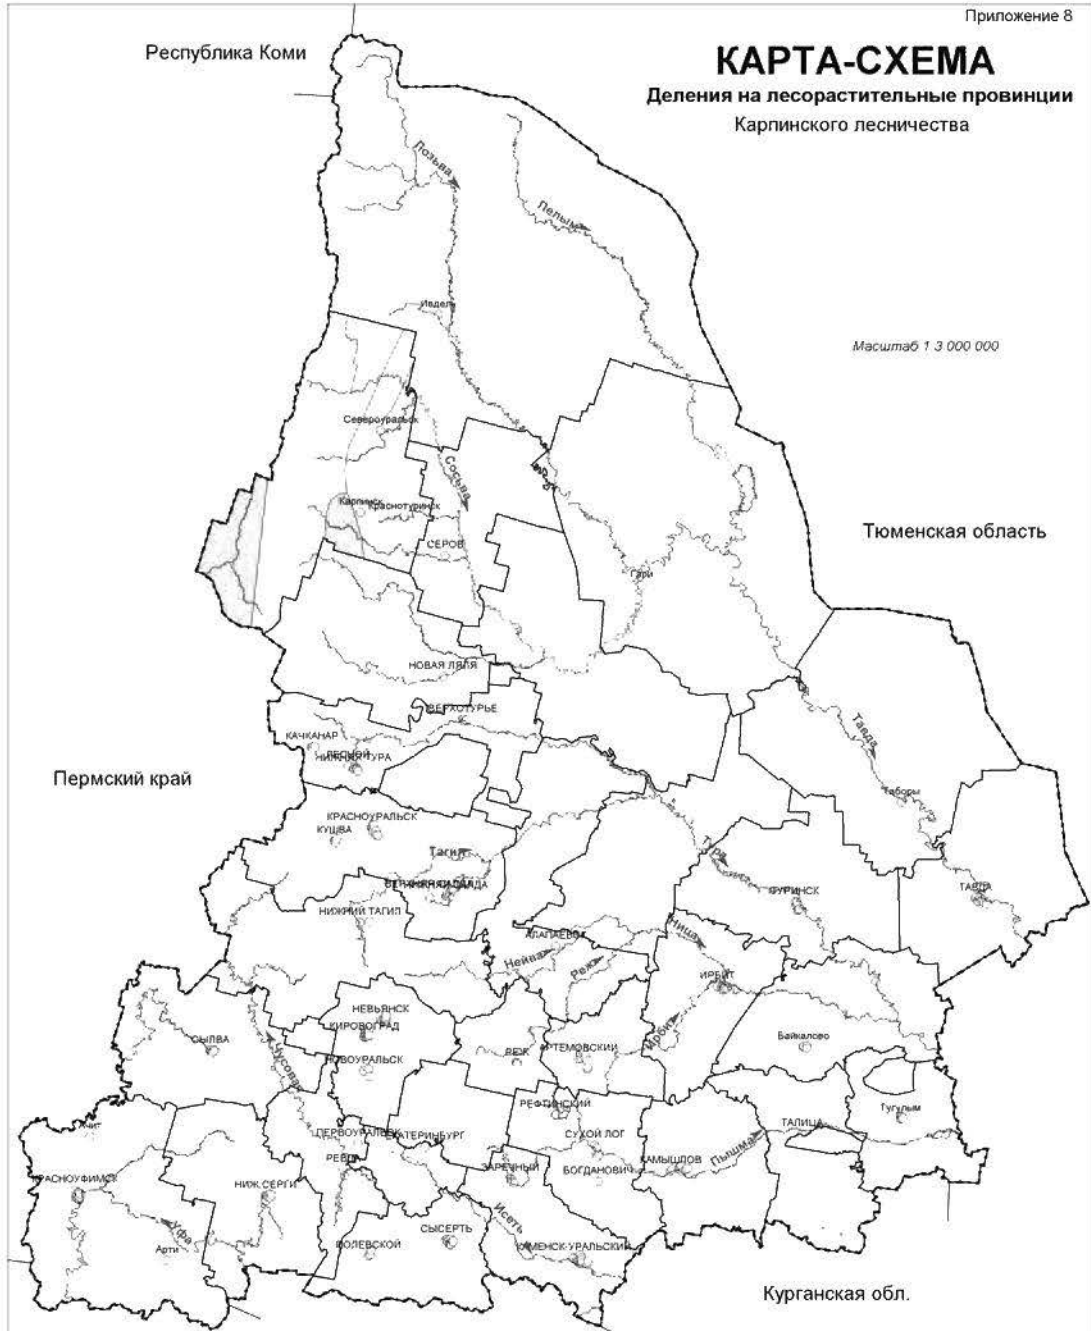 Приложение 8
Республика Коми
КАРТА-СХЕМА
Деления на лесорастительные провинции
Карпинского лесничества
Лозьва
Пелым
Ивдель
Масштаб 1 3 000 000
Североуральск
Сосьва
Карпинск
Краснотурьинск
Тюменская область
СЕРОВ
Гари
НОВАЯ ЛЯЛЯ
ВЕРХОТУРЬЕ
Тавда
КАЧКАНАР
ЛЕСНОЙ
НИЖНЯЯ ТУРА
Пермский край
Таборы
КРАСНОУРАЛЬСК
КУШВА
Тура
Тагил
ТУРИНСК
ТАВДА
НИЖНИЙ ТАГИЛ
Ница
АЛАПАЕВСК
Нейва
Реж
ИРБИТ
НЕВЬЯНСК
КИРОВОГРАД
Ирбит
СЫЛВА
Байкалово
НОВОУРАЛЬСК
РЕЖ
АРТЕМОВСКИЙ
Чусовая
РЕФТИНСКИЙ
Тугулым
Ачит
ПЕРВОУРАЛЬСК
ЕКАТЕРИНБУРГ
СУХОЙ ЛОГ
ТАЛИЦА
РЕВДА
Пышма
КРАСНОУФИМСК
НИЖ.СЕРГИ
ЗАРЕЧНЫЙ
БОГДАНОВИЧ
КАМЫШЛОВ
Уфа
Исеть
СЫСЕРТЬ
Арти
ПОЛЕВСКОЙ
КАМЕНСК-УРАЛЬСКИЙ
Курганская обл.